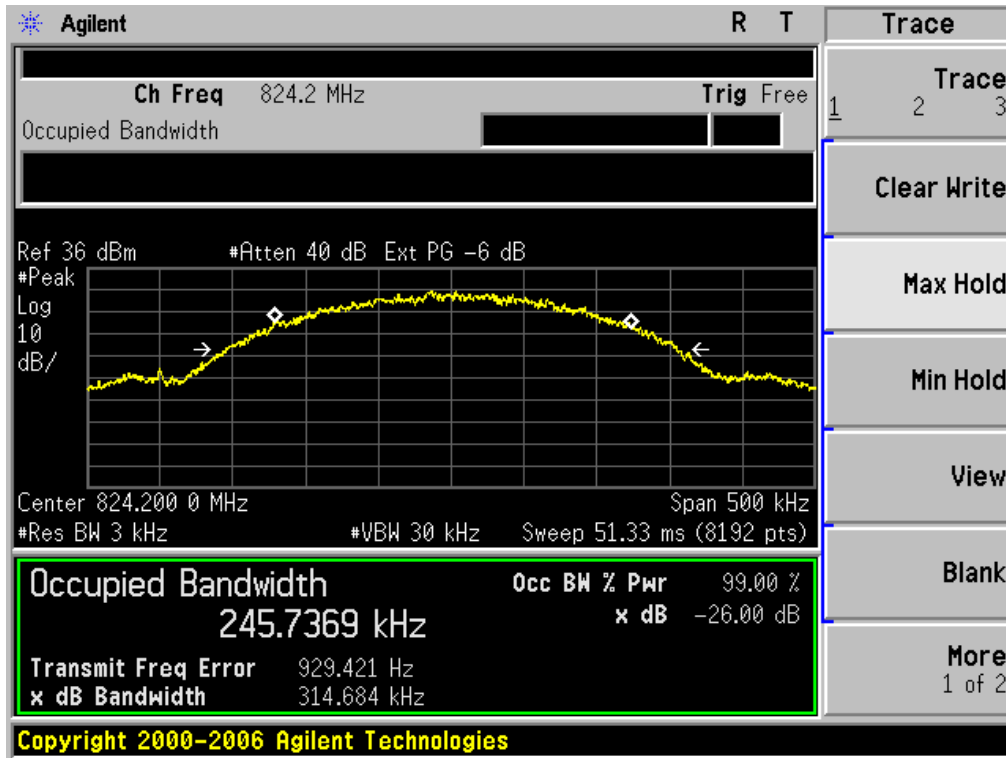 Agilent R T
Ch Freq 824.2 MHz Trig Free
Occupied Bandwidth
Ref 36 dBm #Atten 40 dB Ext PG -6 dB
#Peak
Log
10
dB/
Center 824.200 0 MHz Span 500 kHz
#Res BW 3 kHz #VBW 30 kHz Sweep 51.33 ms (8192 pts)
Occupied Bandwidth Occ BW % Pwr 99.00 %
245.7369 kHz x dB -26.00 dB
Transmit Freq Error 929.421 Hz
x dB Bandwidth 314.684 kHz
Copyright 2000-2006 Agilent Technologies
Trace
Trace
1 2 3
Clear Write
Max Hold
Min Hold
View
Blank
More
1 of 2